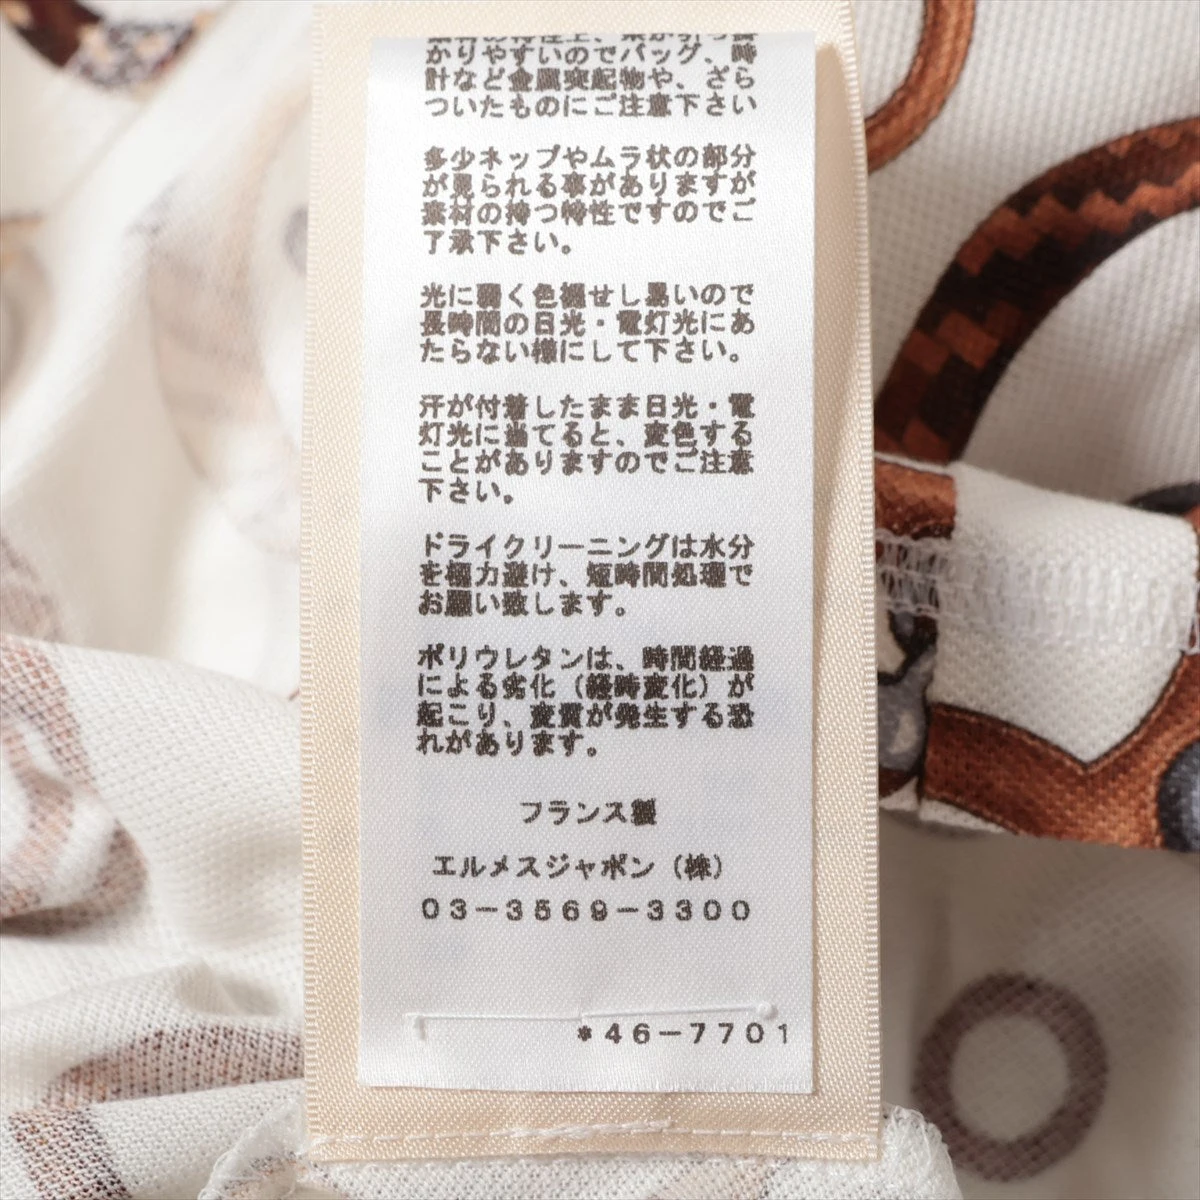 素材の特性上、糸が引っ掛
かりやすいのでバッグ、時
計など金属突起物や、ざら
ついたものにご注意下さい
多少ネップやムラ状の部分
が見られる事がありますが
素材の持つ特性ですのでご
了承下さい。
光に弱く色褪せし易いので
長時間の日光・電灯光にあ
たらない様にして下さい。
汗が付着したまま日光・電
灯光に当てると、変色する
ことがありますのでご注意
下さい。
ドライクリーニングは水分
を極力避け、短時間処理で
お願い致します。
ポリウレタンは、時間経過
による劣化（経時変化）が
起こり、変質が発生する恐
れがあります。
フランス製
エルメスジャポン（株）
03-3569-3300
*46-7701